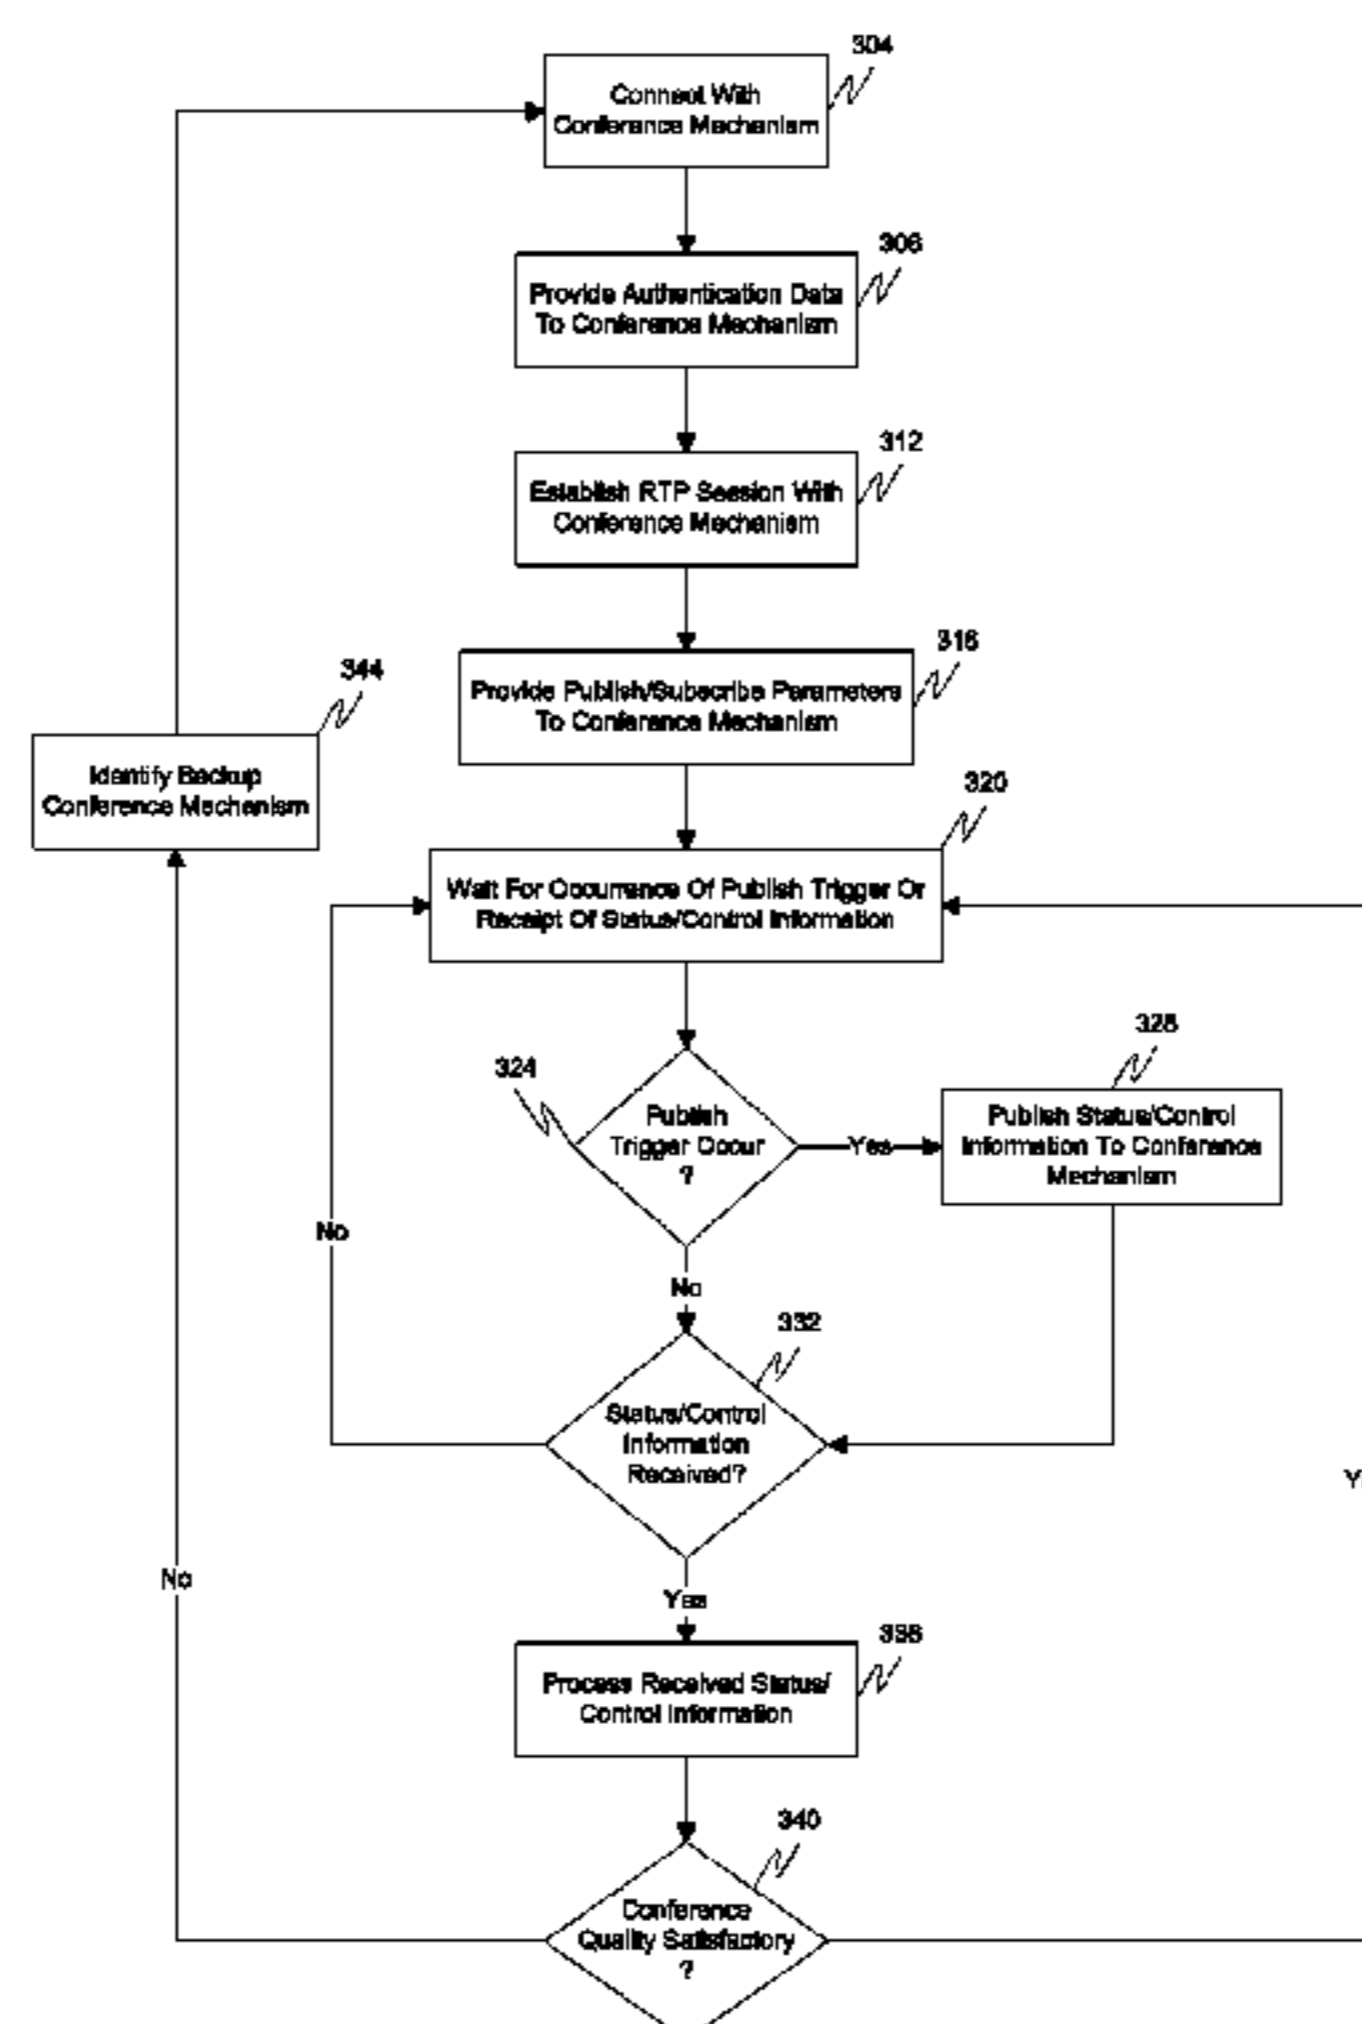 304
Connect With
Conference Mechanism
308
Provide Authentication Data
To Conference Mechanism
312
Establish RTP Session With
Conference Mechanism
316
Provide Publish/Subscribe Parameters
To Conference Mechanism
344
Identify Backup
Conference Mechanism
320
Wait For Occurrence Of Publish Trigger Or
Receipt Of Status/Control Information
324
Publish
Trigger Occur
?
Yes
328
Publish Status/Control
Information To Conference
Mechanism
No
No
332
Status/Control
Information
Received?
No
Yes
336
Process Received Status/
Control Information
340
Conference
Quality Satisfactory
?